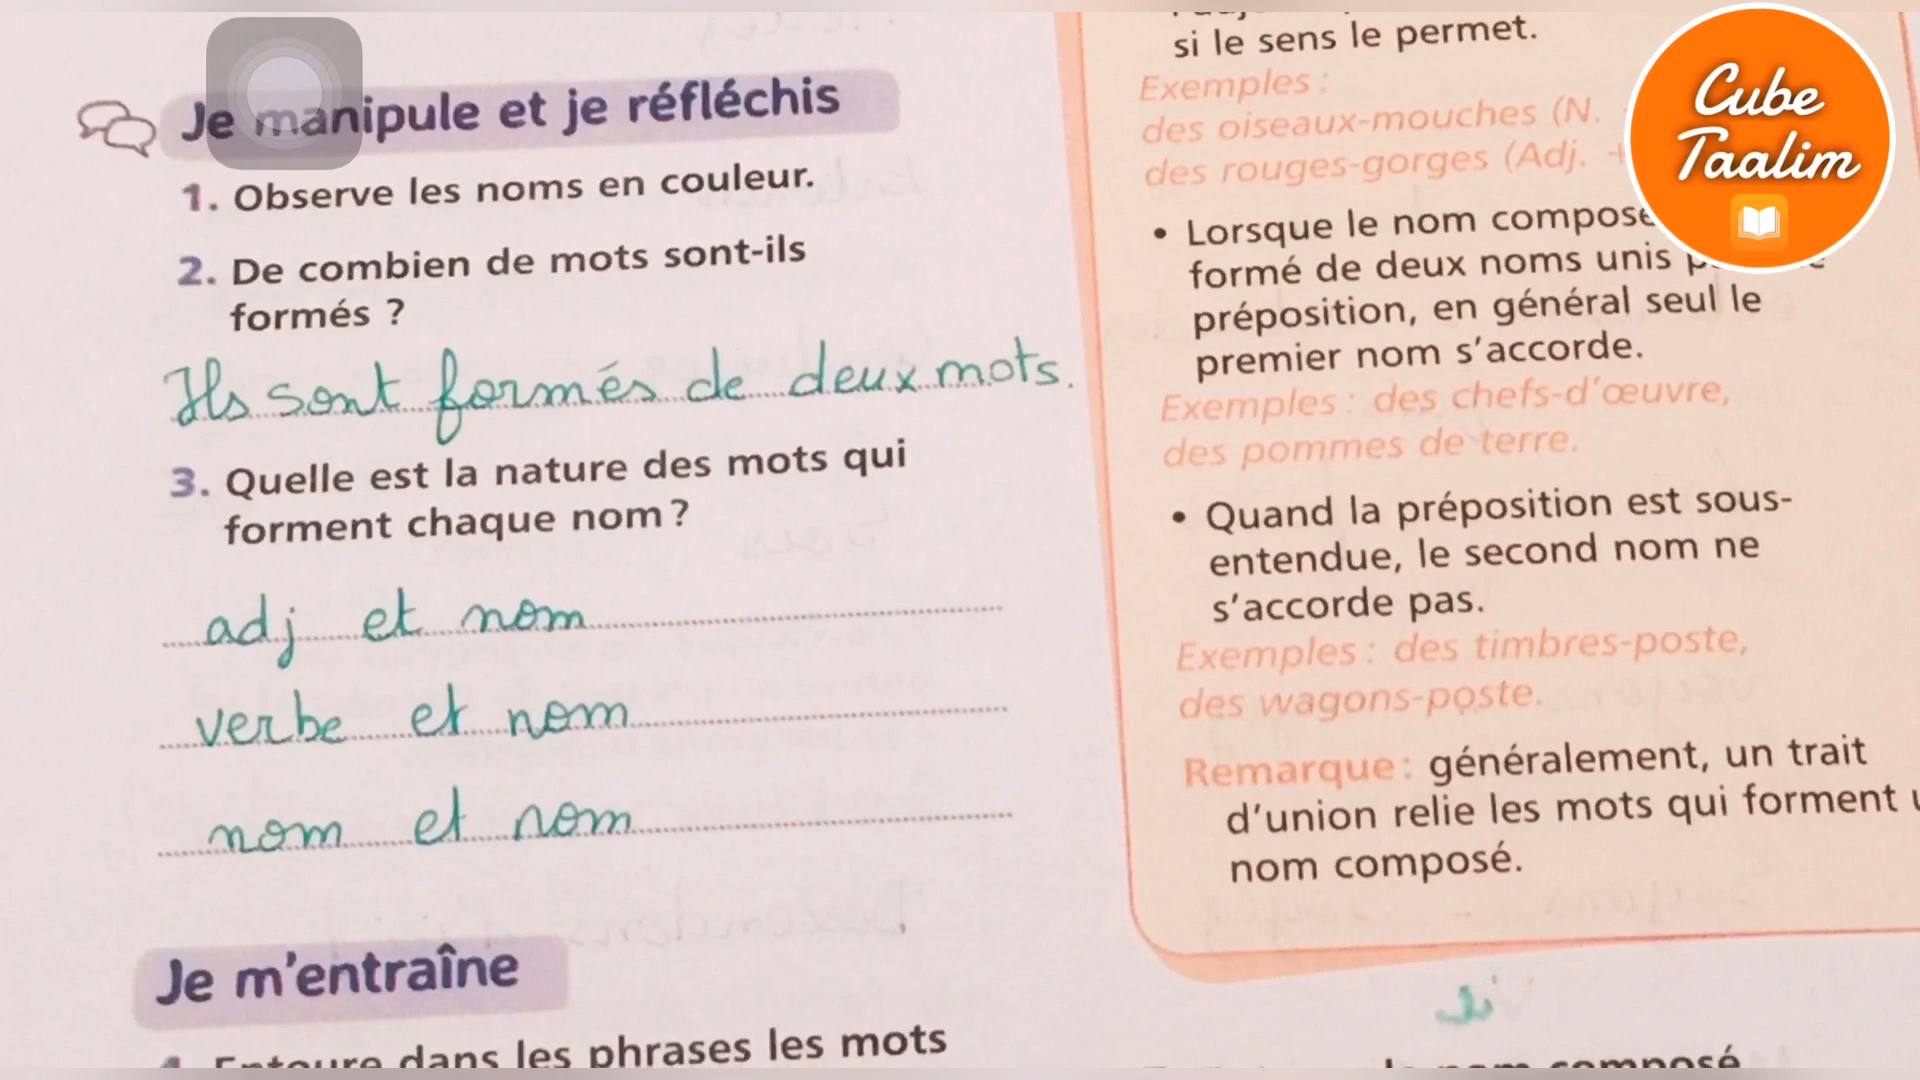 Je manipule et je réfléchis
1. Observe les noms en couleur.
2. De combien de mots sont-ils
formés ?
Ils sont formés de deux mots.
3. Quelle est la nature des mots qui
forment chaque nom ?
adj et nom
verbe et nom
nom et nom
Je m'entraîne
dans les phrases les mots
si le sens le permet.
Exemples :
des oiseaux-mouches (N.
des rouges-gorges (Adj. +
• Lorsque le nom composé
formé de deux noms unis
préposition, en général seul le
premier nom s'accorde.
Exemples : des chefs-d'œuvre,
des pommes de terre.
• Quand la préposition est sous-
entendue, le second nom ne
s'accorde pas.
Exemples : des timbres-poste,
des wagons-poste.
Remarque : généralement, un trait
d'union relie les mots qui forment
nom composé.
nom composé
Cube
Taalim